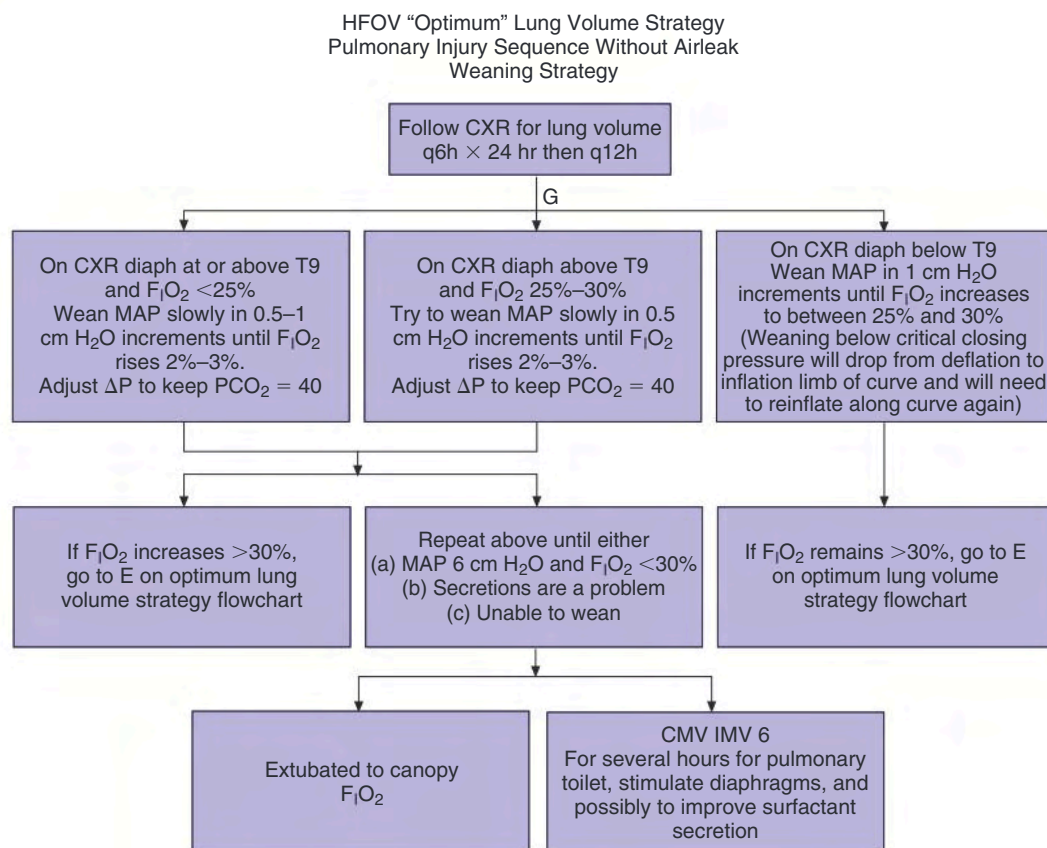 HFOV “Optimum” Lung Volume Strategy
Pulmonary Injury Sequence Without Airleak
Weaning Strategy
Follow CXR for lung volume
q6h × 24 hr then q12h
G
On CXR diaph at or above T9
and FIO2 <25%
Wean MAP slowly in 0.5–1
cm H2O increments until FIO2
rises 2%–3%.
Adjust ΔP to keep PCO2 = 40
On CXR diaph above T9
and FIO2 25%–30%
Try to wean MAP slowly in 0.5
cm H2O increments until FIO2
rises 2%–3%.
Adjust ΔP to keep PCO2 = 40
On CXR diaph below T9
Wean MAP in 1 cm H2O
increments until FIO2 increases
to between 25% and 30%
(Weaning below critical closing
pressure will drop from deflation to
inflation limb of curve and will need
to reinflate along curve again)
If FIO2 increases >30%,
go to E on optimum lung
volume strategy flowchart
Repeat above until either
(a) MAP 6 cm H2O and FIO2 <30%
(b) Secretions are a problem
(c) Unable to wean
If FIO2 remains >30%, go to E
on optimum lung volume
strategy flowchart
Extubated to canopy
FIO2
CMV IMV 6
For several hours for pulmonary
toilet, stimulate diaphragms, and
possibly to improve surfactant
secretion